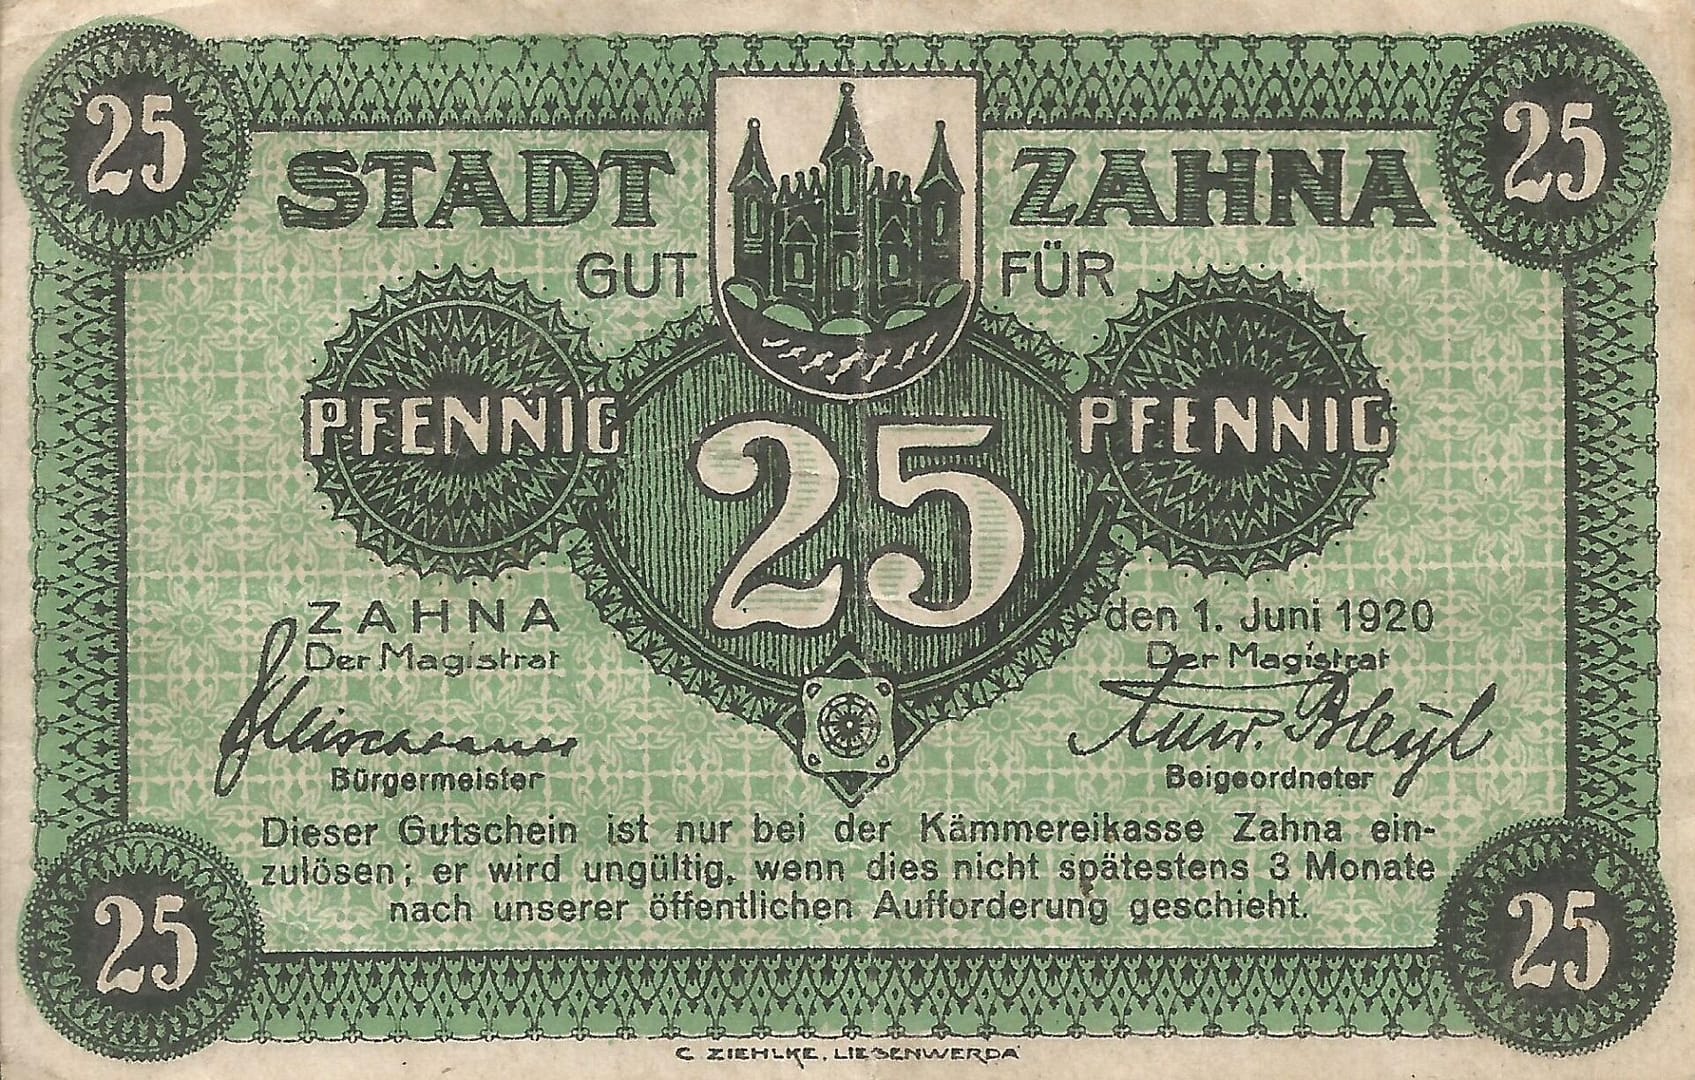 25 25
STADT ZAHNA
GUT FÜR
PFENNIG 25 PFENNIG
ZAHNA den 1. Juni 1920
Der Magistrat Der Magistrat
Bleyl
Bürgermeister Beigeordneter
Dieser Gutschein ist nur bei der Kämmereikasse Zahna ein-
zulösen; er wird ungültig, wenn dies nicht spätestens 3 Monate
nach unserer öffentlichen Aufforderung geschieht.
25 25
C. ZIEHLKE, LIEBENWERDA